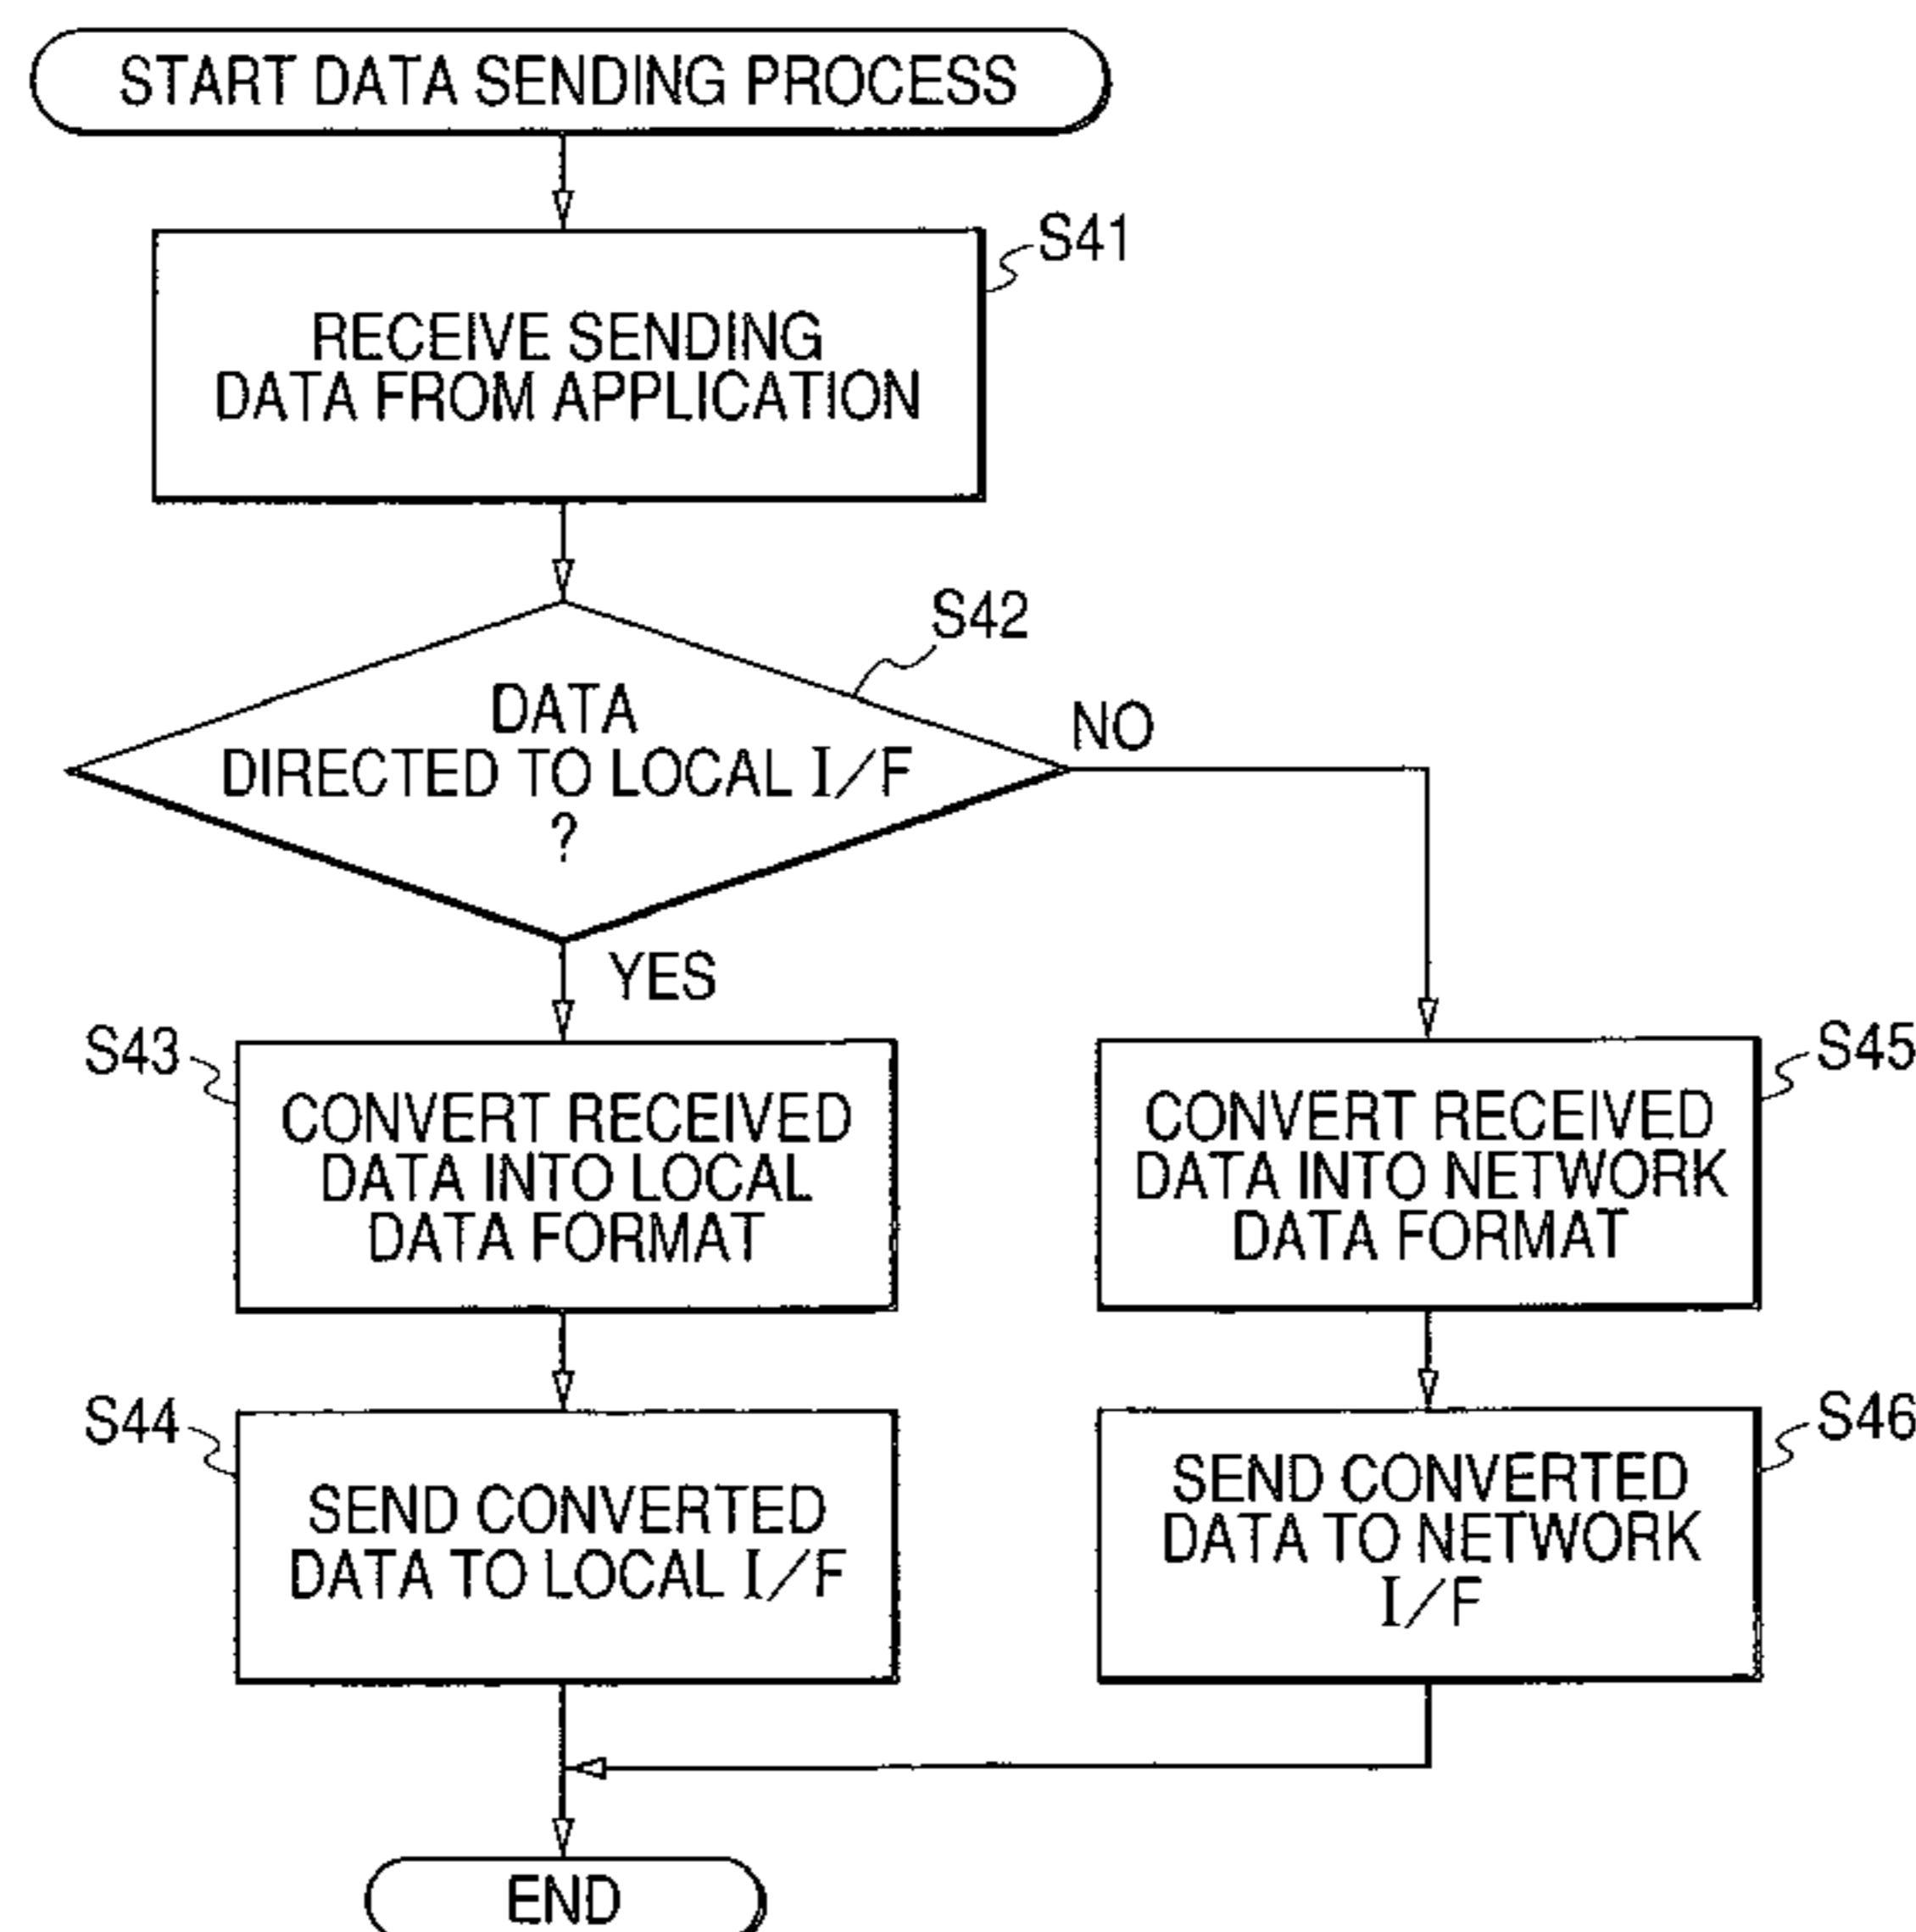 START DATA SENDING PROCESS
S41
RECEIVE SENDING
DATA FROM APPLICATION
S42
DATA
DIRECTED TO LOCAL I/F
?
NO
YES
S43
CONVERT RECEIVED
DATA INTO LOCAL
DATA FORMAT
S45
CONVERT RECEIVED
DATA INTO NETWORK
DATA FORMAT
S44
SEND CONVERTED
DATA TO LOCAL I/F
S46
SEND CONVERTED
DATA TO NETWORK
I/F
END